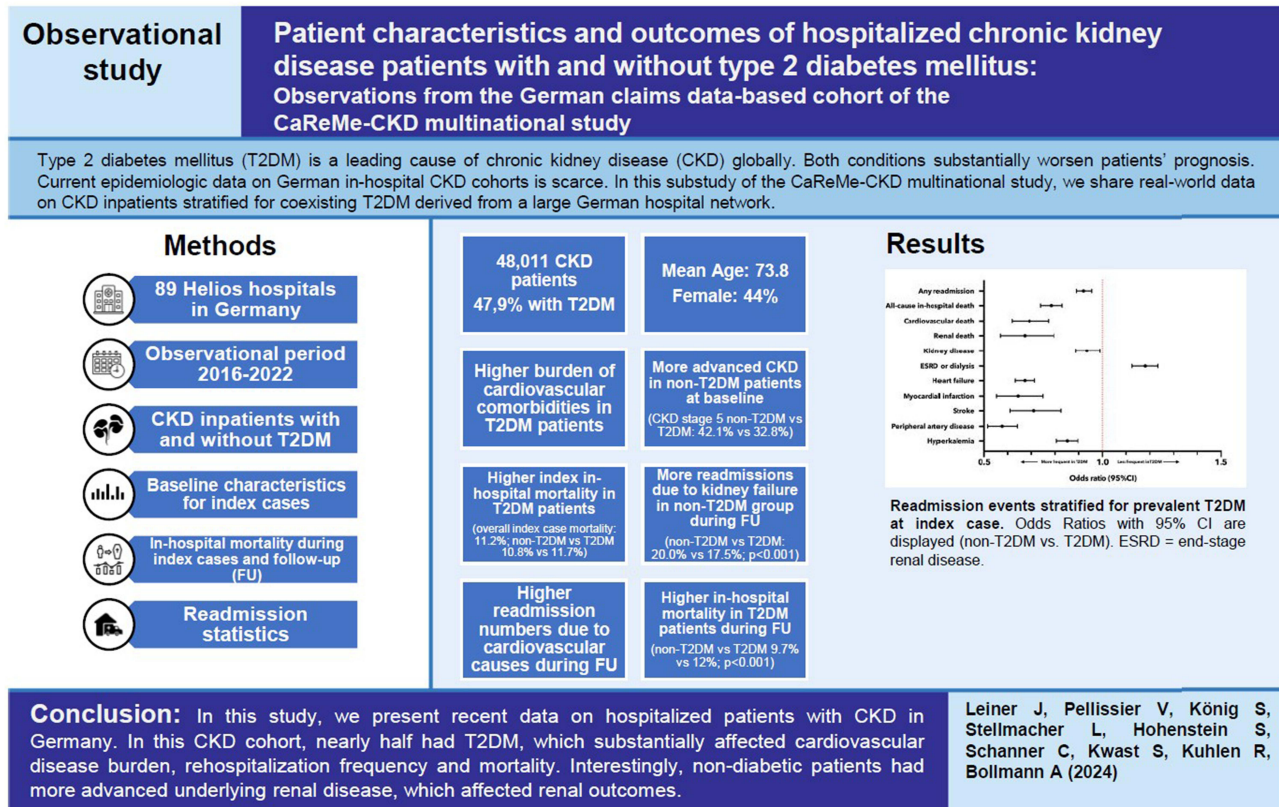 Observational
study
Patient characteristics and outcomes of hospitalized chronic kidney
disease patients with and without type 2 diabetes mellitus:
Observations from the German claims data-based cohort of the
CaReMe-CKD multinational study
Type 2 diabetes mellitus (T2DM) is a leading cause of chronic kidney disease (CKD) globally. Both conditions substantially worsen patients' prognosis.
Current epidemiologic data on German in-hospital CKD cohorts is scarce. In this substudy of the CaReMe-CKD multinational study, we share real-world data
on CKD inpatients stratified for coexisting T2DM derived from a large German hospital network.
Methods
89 Helios hospitals
in Germany
Observational period
2016-2022
CKD inpatients with
and without T2DM
Baseline characteristics
for index cases
In-hospital mortality during
index cases and follow-up
(FU)
Readmission
statistics
48,011 CKD
patients
47,9% with T2DM
Mean Age: 73.8
Female: 44%
Higher burden of
cardiovascular
comorbidities in
T2DM patients
More advanced CKD
in non-T2DM patients
at baseline
(CKD stage 5 non-T2DM vs
T2DM: 42.1% vs 32.8%)
Higher index in-
hospital mortality in
T2DM patients
(overall index case mortality:
11.2%; non-T2DM vs T2DM
10.8% vs 11.7%)
More readmissions
due to kidney failure
in non-T2DM group
during FU
(non-T2DM vs T2DM:
20.0% vs 17.5%; p<0.001)
Higher
readmission
numbers due to
cardiovascular
causes during FU
Higher in-hospital
mortality in T2DM
patients during FU
(non-T2DM vs T2DM 9.7%
vs 12%; p<0.001)
Results
Any readmission
All-cause in-hospital death
Cardiovascular death
Renal death
Kidney disease
ESRD or dialysis
Heart failure
Myocardial infarction
Stroke
Peripheral artery disease
Hyperkalemia
0.5
1.0
1.5
More frequent in T2DM
Less frequent in T2DM
Odds ratio (95%CI)
Readmission events stratified for prevalent T2DM
at index case. Odds Ratios with 95% CI are
displayed (non-T2DM vs. T2DM). ESRD = end-stage
renal disease.
Conclusion: In this study, we present recent data on hospitalized patients with CKD in
Germany. In this CKD cohort, nearly half had T2DM, which substantially affected cardiovascular
disease burden, rehospitalization frequency and mortality. Interestingly, non-diabetic patients had
more advanced underlying renal disease, which affected renal outcomes.
Leiner J, Pellissier V, König S,
Stellmacher L, Hohenstein S,
Schanner C, Kwast S, Kuhlen R,
Bollmann A (2024)